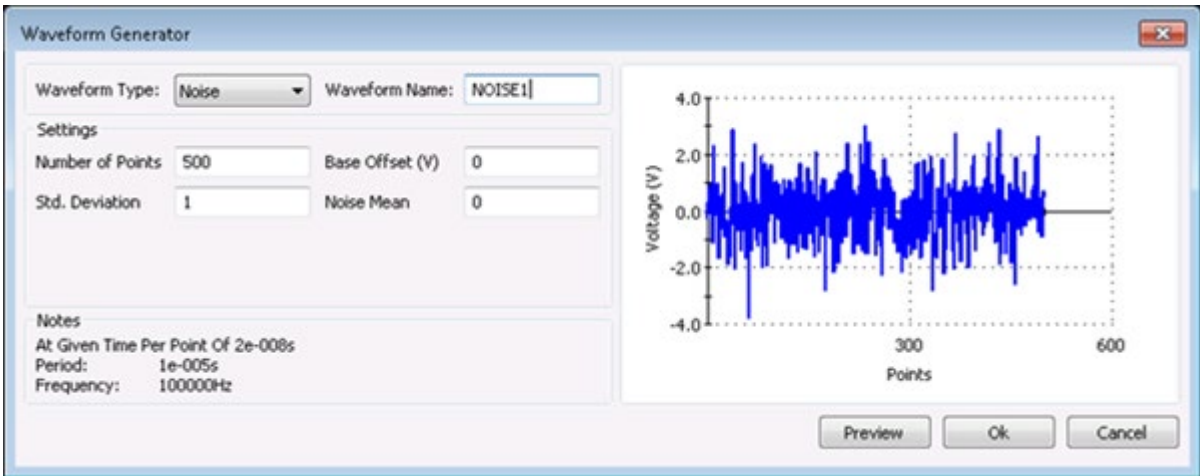 Waveform Generator
Waveform Type: Noise Waveform Name: NOISE1
Settings
Number of Points 500 Base Offset (V) 0
Std. Deviation 1 Noise Mean 0
Notes
At Given Time Per Point Of 2e-008s
Period: 1e-005s
Frequency: 100000Hz
4.0
2.0
0.0
-2.0
-4.0
Voltage (V)
300 600
Points
Preview Ok Cancel